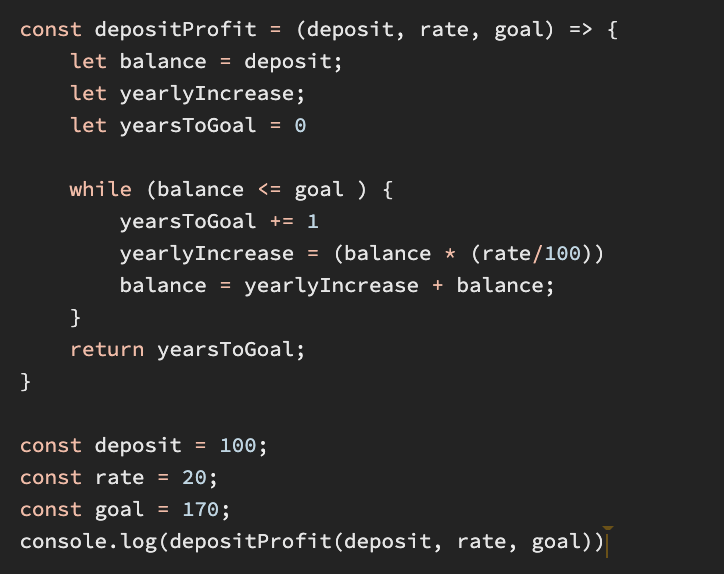 const depositProfit = (deposit, rate, goal) => {
    let balance = deposit;
    let yearlyIncrease;
    let yearsToGoal = 0

    while (balance <= goal ) {
        yearsToGoal += 1
        yearlyIncrease = (balance * (rate/100))
        balance = yearlyIncrease + balance;
    }
    return yearsToGoal;
}

const deposit = 100;
const rate = 20;
const goal = 170;
console.log(depositProfit(deposit, rate, goal))